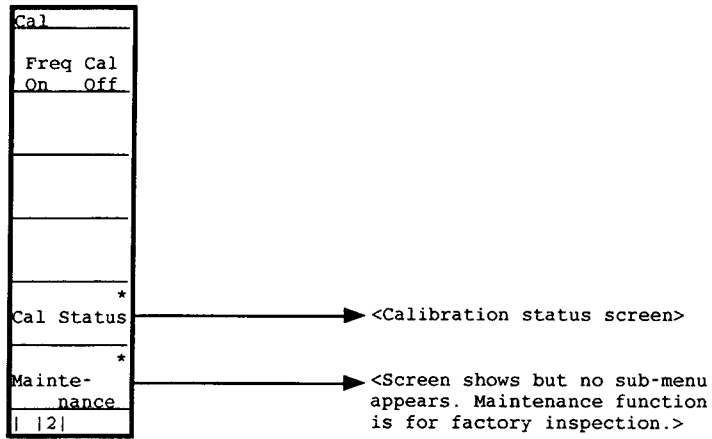 Cal
Freq Cal
On Off
*
Cal Status
<Calibration status screen>
*
Mainte-
nance
<Screen shows but no sub-menu
appears. Maintenance function
is for factory inspection.>
| |2|